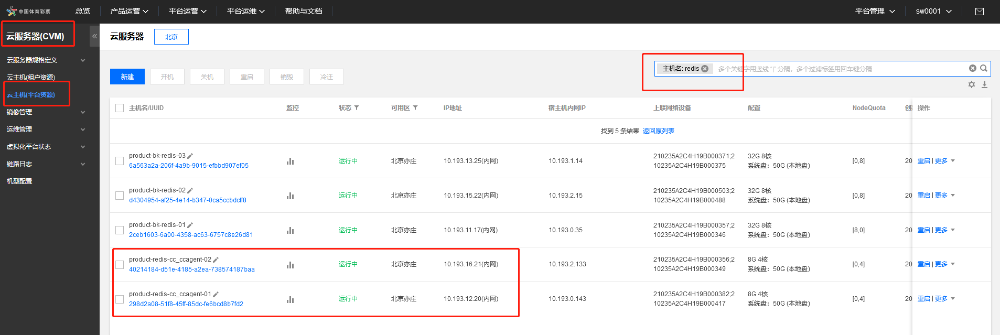 中国体育彩票
总览
产品运营
平台运营
平台运维
帮助与文档
平台管理
sw0001
云服务器(CVM)
云服务器规格定义
云主机(租户资源)
云主机(平台资源)
镜像管理
运维管理
虚拟化平台状态
链路日志
机型配置
云服务器
北京
新建
开机
关机
重启
销毁
冷迁
主机名: redis
多个关键字用竖线 "|" 分隔，多个过滤标签用回车键分隔
主机名/UUID
监控
状态
可用区
IP地址
宿主机内网IP
上联网络设备
配置
NodeQuota
操作
找到 5 条结果 返回原列表
product-bk-redis-03
6a563a2a-206f-4a9b-9015-efbbd907ef05
运行中
北京亦庄
10.193.13.25(内网)
10.193.1.14
210235A2C4H19B000371;2
10235A2C4H19B000375
32G 8核
系统盘：50G (本地盘)
[0,8]
20
重启 | 更多
product-bk-redis-02
d4304954-af25-4e14-b347-0ca5ccbdcff8
运行中
北京亦庄
10.193.15.22(内网)
10.193.2.15
210235A2C4H19B000503;2
10235A2C4H19B000488
32G 8核
系统盘：50G (本地盘)
[0,8]
20
重启 | 更多
product-bk-redis-01
2ceb1603-6a00-4358-ac63-6757c8e26d81
运行中
北京亦庄
10.193.11.17(内网)
10.193.0.35
210235A2C4H19B000357;2
10235A2C4H19B000346
32G 8核
系统盘：50G (本地盘)
[8,0]
20
重启 | 更多
product-redis-cc_ccagent-02
40214184-d51e-4185-a2ea-738574187baa
运行中
北京亦庄
10.193.16.21(内网)
10.193.2.133
210235A2C4H19B000356;2
10235A2C4H19B000349
8G 4核
系统盘：50G (本地盘)
[0,4]
20
重启 | 更多
product-redis-cc_ccagent-01
298d2a08-51f8-45ff-85dc-fe6bcd8b7fd2
运行中
北京亦庄
10.193.12.20(内网)
10.193.0.143
210235A2C4H19B000382;2
10235A2C4H19B000417
8G 4核
系统盘：50G (本地盘)
[0,4]
20
重启 | 更多